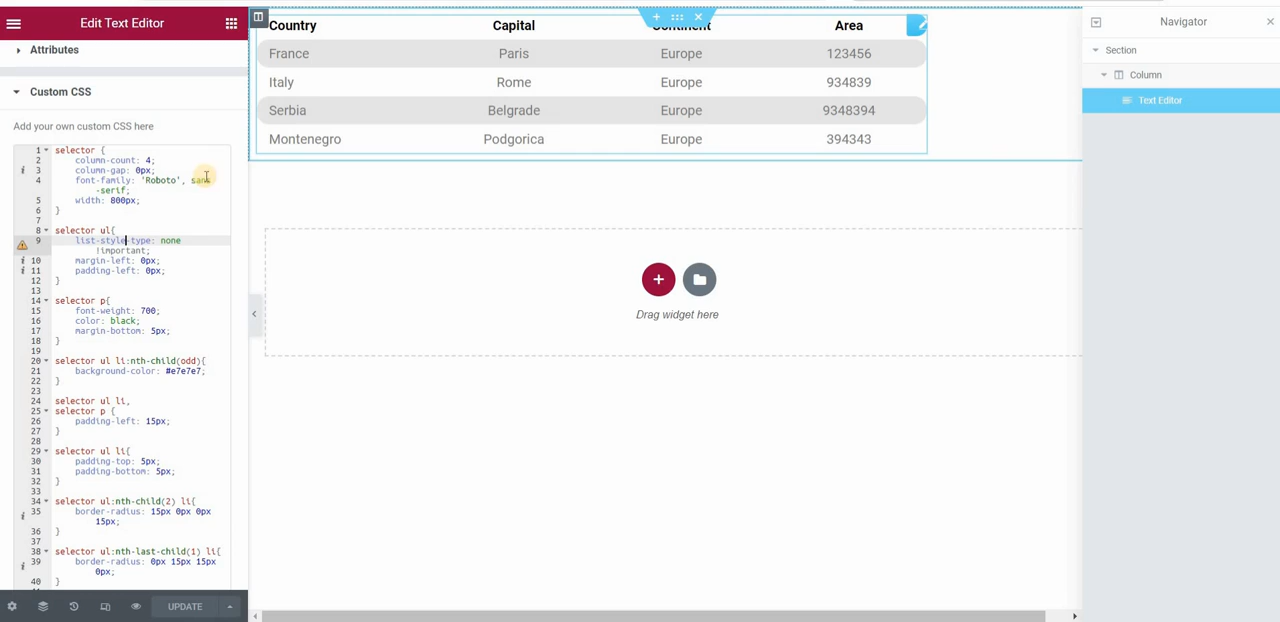 Edit Text Editor
Attributes
Custom CSS
Add your own custom CSS here
1 selector {
2 column-count: 4;
3 column-gap: 0px;
4 font-family: 'Roboto', sans
-serif;
5 width: 800px;
6 }
7
8 selector ul{
9 list-style-type: none
!important;
10 margin-left: 0px;
11 padding-left: 0px;
12 }
13
14 selector p{
15 font-weight: 700;
16 color: black;
17 margin-bottom: 5px;
18 }
19
20 selector ul li:nth-child(odd){
21 background-color: #e7e7e7;
22 }
23
24 selector ul li,
25 selector p {
26 padding-left: 15px;
27 }
28
29 selector ul li{
30 padding-top: 5px;
31 padding-bottom: 5px;
32 }
33
34 selector ul:nth-child(2) li{
35 border-radius: 15px 0px 0px
15px;
36 }
37
38 selector ul:nth-last-child(1) li{
39 border-radius: 0px 15px 15px
0px;
40 }
UPDATE
Country Capital Continent Area
France Paris Europe 123456
Italy Rome Europe 934839
Serbia Belgrade Europe 9348394
Montenegro Podgorica Europe 394343
Drag widget here
Navigator
Section
Column
Text Editor